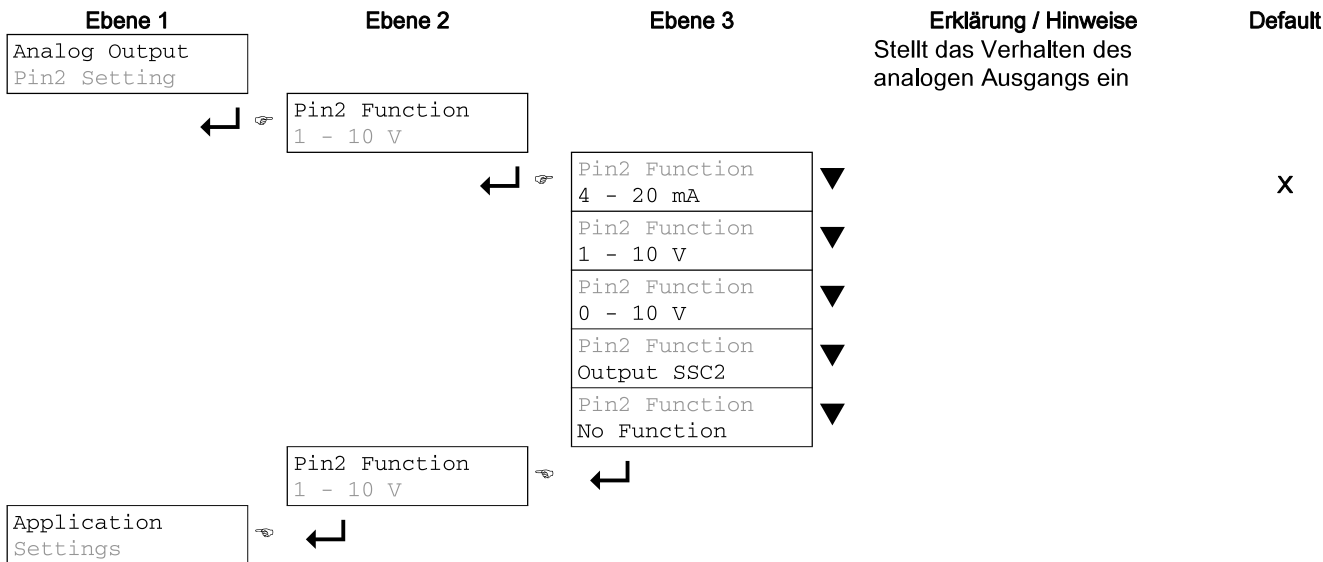 Ebene 1 Ebene 2 Ebene 3 Erklärung / Hinweise Default
Analog Output
Pin2 Setting
Stellt das Verhalten des
analogen Ausgangs ein
Pin2 Function
1 - 10 V
Pin2 Function
4 - 20 mA
X
Pin2 Function
1 - 10 V
Pin2 Function
0 - 10 V
Pin2 Function
Output SSC2
Pin2 Function
No Function
Pin2 Function
1 - 10 V
Application
Settings